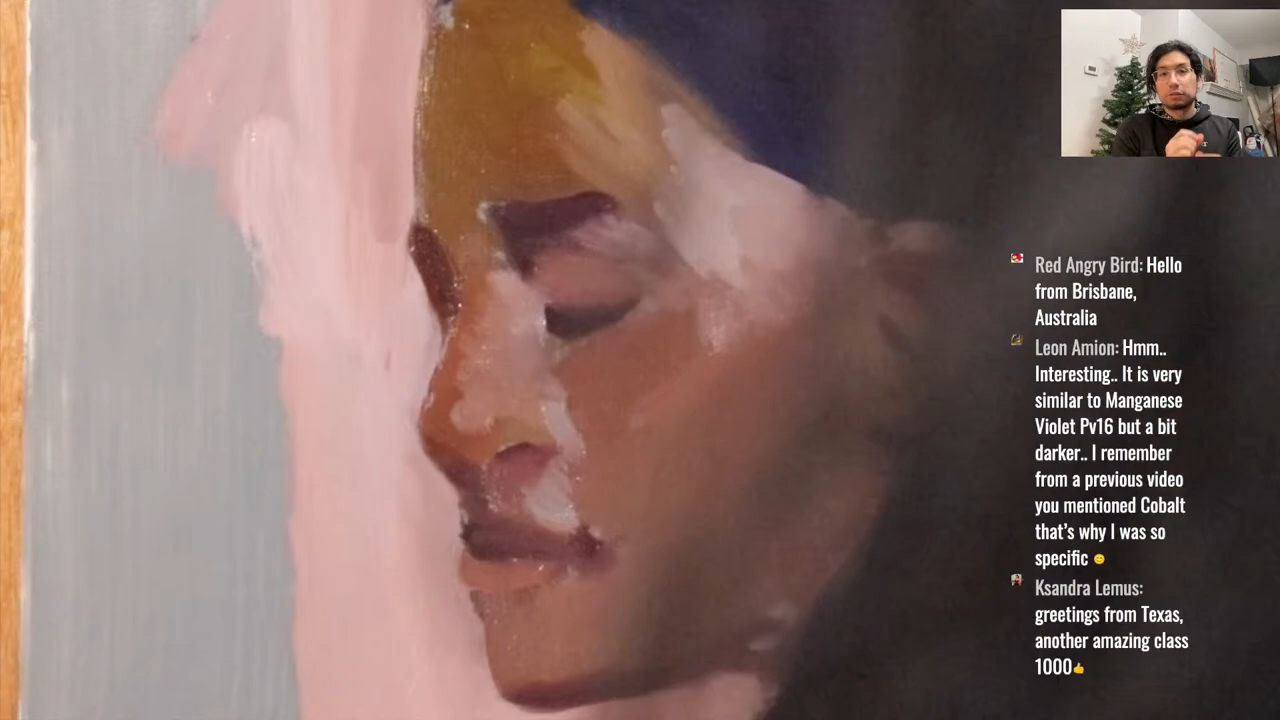 Red Angry Bird: Hello
from Brisbane,
Australia
Leon Amion: Hmm..
Interesting.. It is very
similar to Manganese
Violet Pv16 but a bit
darker.. I remember
from a previous video
you mentioned Cobalt
that's why I was so
specific 😊
Ksandra Lemus:
greetings from Texas,
another amazing class
1000👍